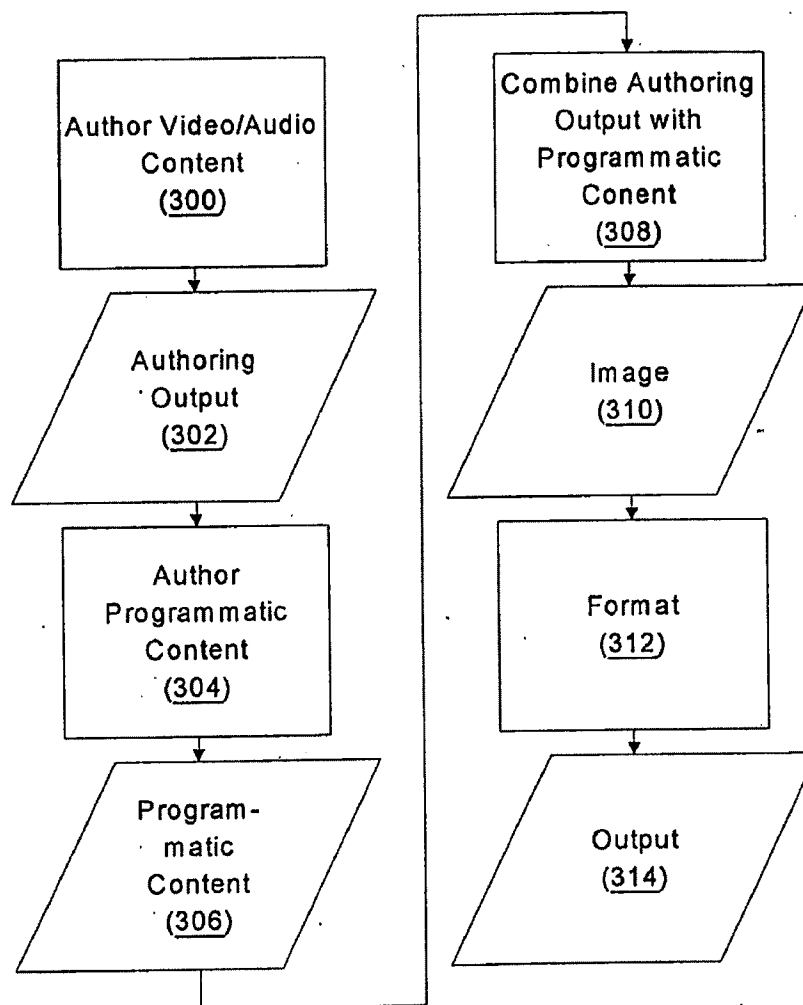 Author Video/Audio
Content
(300)
Authoring
Output
(302)
Author
Programmatic
Content
(304)
Program-
matic
Content
(306)
Combine Authoring
Output with
Programmatic
Conent
(308)
Image
(310)
Format
(312)
Output
(314)